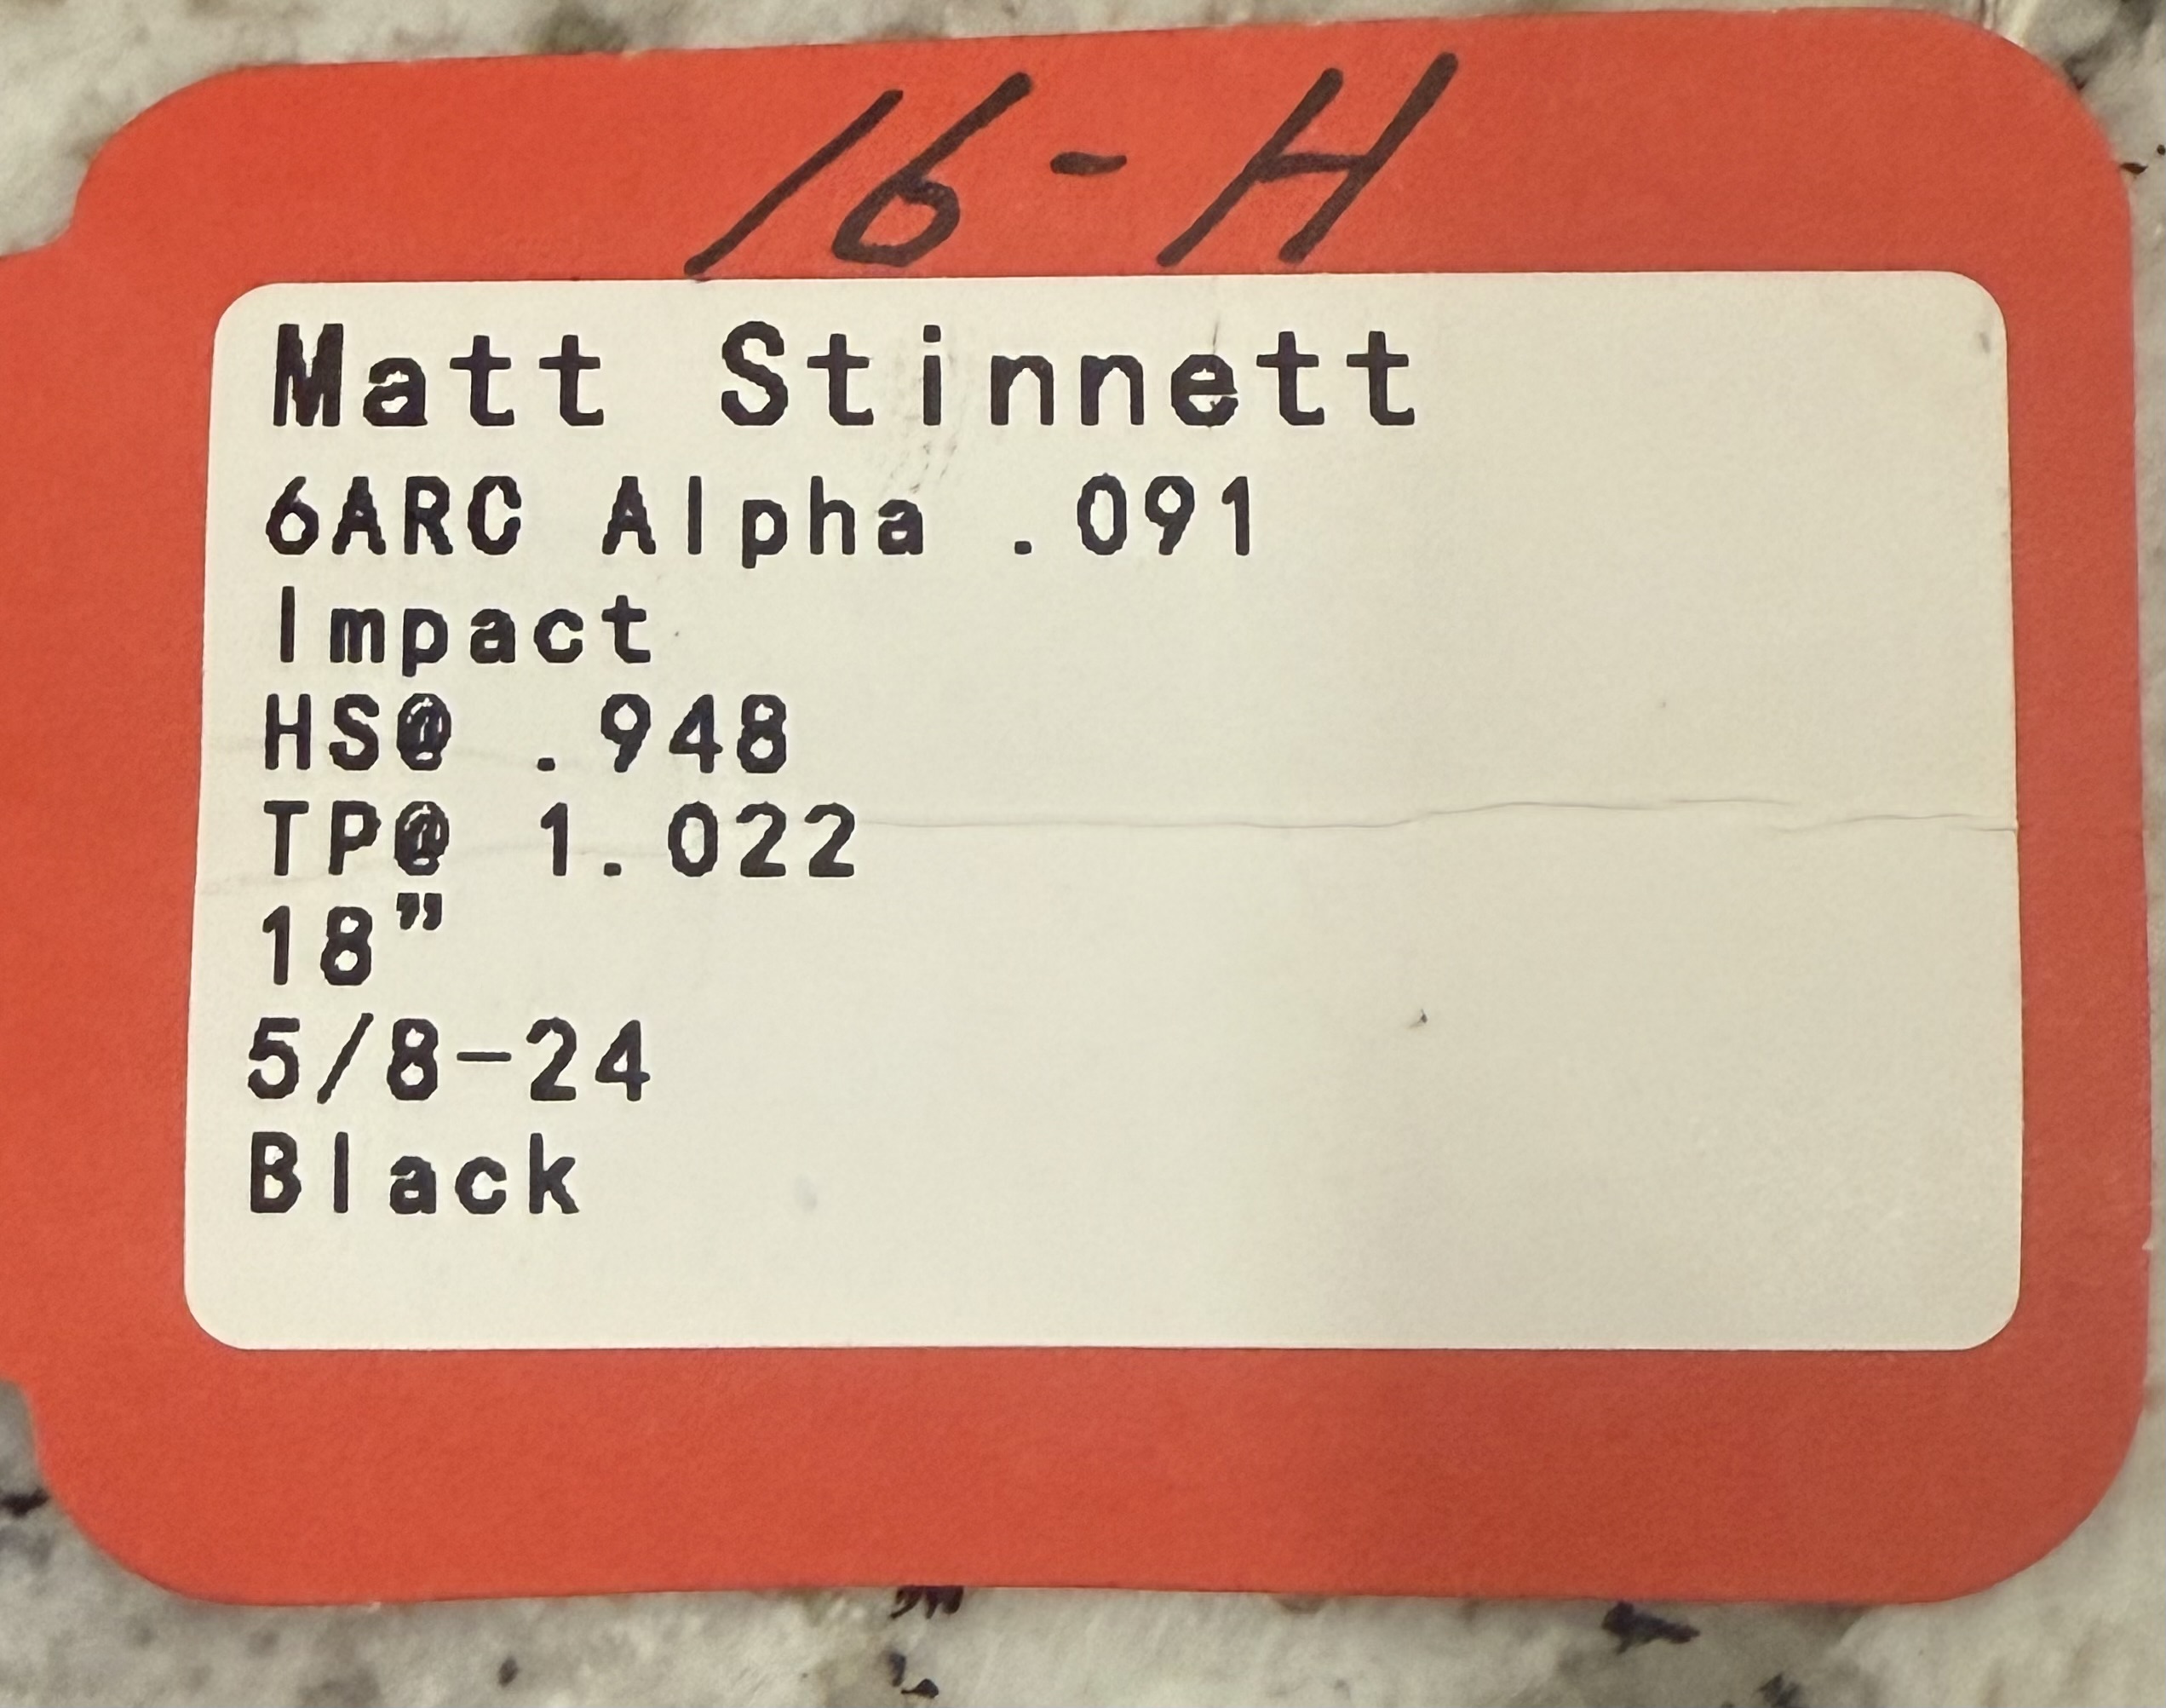 16-H
Matt Stinnett
6ARC Alpha .091
Impact
HS@ .948
TP@ 1.022
18”
5/8-24
Black